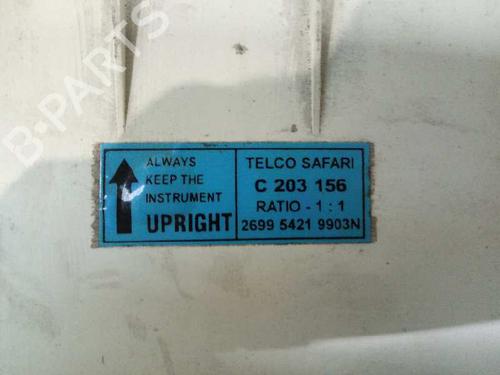 B-PARTS
ALWAYS
KEEP THE
INSTRUMENT
UPRIGHT
TELCO SAFARI
C 203 156
RATIO - 1 : 1
2699 5421 9903N